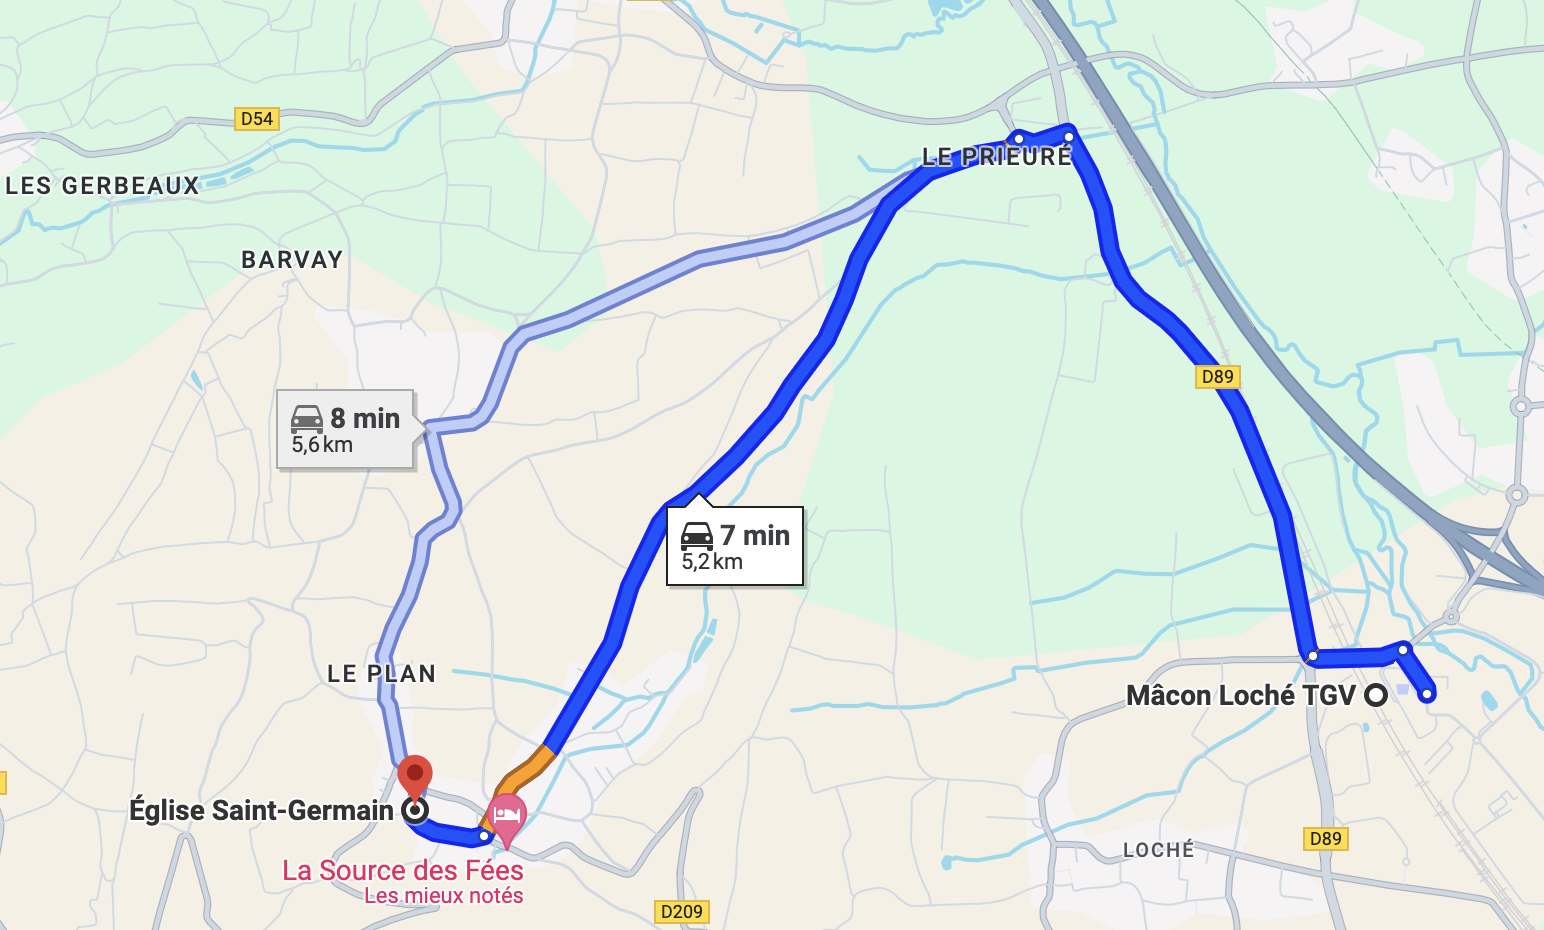 D54
LE PRIEURÉ
LES GERBEAUX
BARVAY
D89
8 min
5,6 km
7 min
5,2 km
LE PLAN
Mâcon Loché TGV
Église Saint-Germain
D89
LOCHÉ
La Source des Fées
Les mieux notés
D209